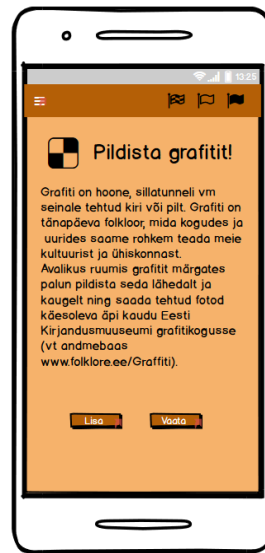 13:25
Pildista grafitit!
Grafiti on hoone, sillatunneli vm
seinale tehtud kiri või pilt. Grafiti on
tänapäeva folkloor, mida kogudes ja
uurides saame rohkem teada meie
kultuurist ja ühiskonnast.
Avalikus ruumis grafitit märgates
palun pildista seda lähedalt ja
kaugelt ning saada tehtud fotod
käesoleva äpi kaudu Eesti
Kirjandusmuuseumi grafitikogusse
(vt andmebaas
www.folklore.ee/Graffiti).
Lisa Vaata